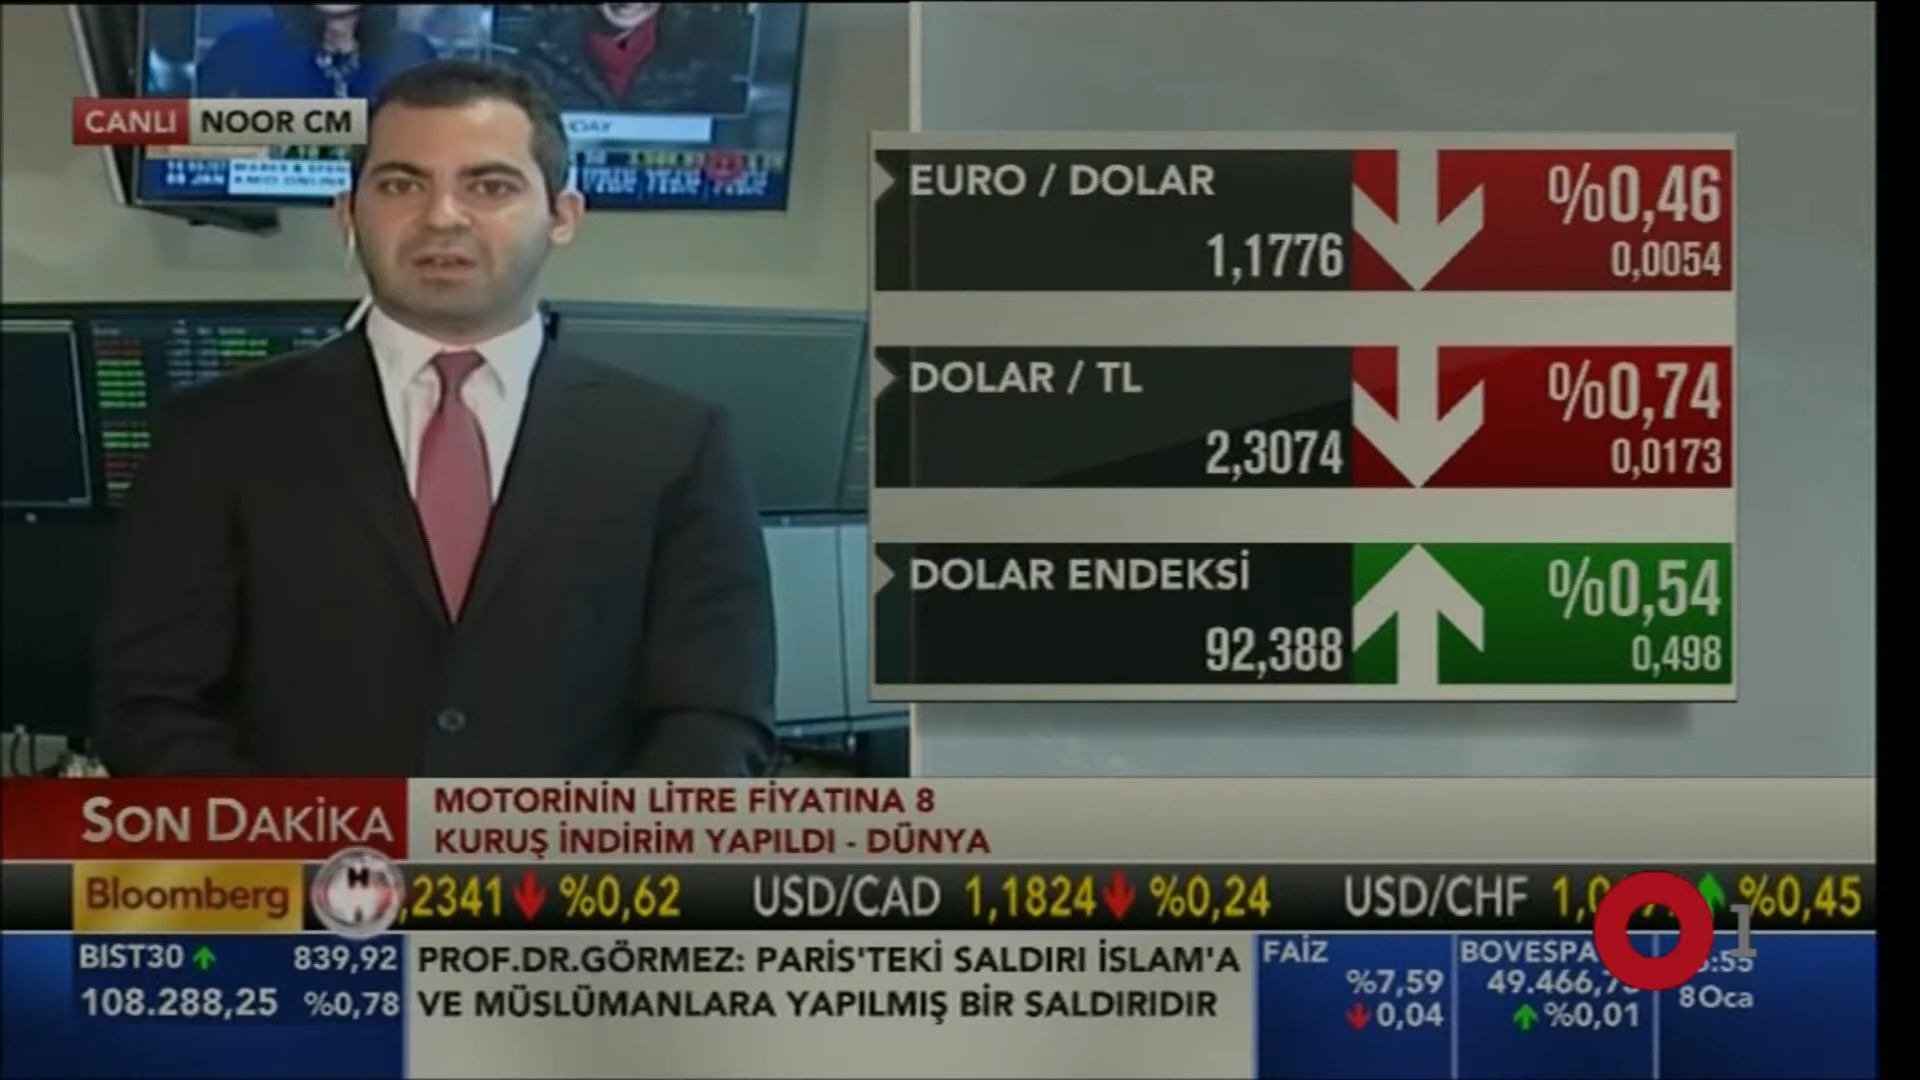 CANLI NOOR CM
EURO / DOLAR
1,1776
%0,46
0,0054
DOLAR / TL
2,3074
%0,74
0,0173
DOLAR ENDEKSİ
92,388
%0,54
0,498
SON DAKİKA
MOTORİNİN LİTRE FİYATINA 8
KURUŞ İNDİRİM YAPILDI - DÜNYA
Bloomberg
HT
,2341 %0,62 USD/CAD 1,1824 %0,24 USD/CHF %0,45
BIST30 839,92
108.288,25 %0,78
PROF.DR.GÖRMEZ: PARİS'TEKİ SALDIRI İSLAM'A
VE MÜSLÜMANLARA YAPILMIŞ BİR SALDIRIDIR
FAİZ
%7,59
0,04
BOVESPA
%0,01
8 Oca
1